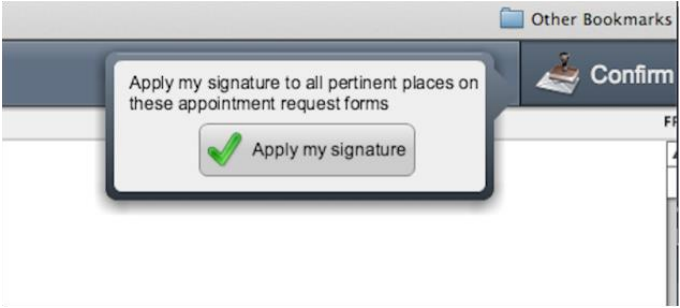 Other Bookmarks
Confirm
Apply my signature to all pertinent places on
these appointment request forms
Apply my signature